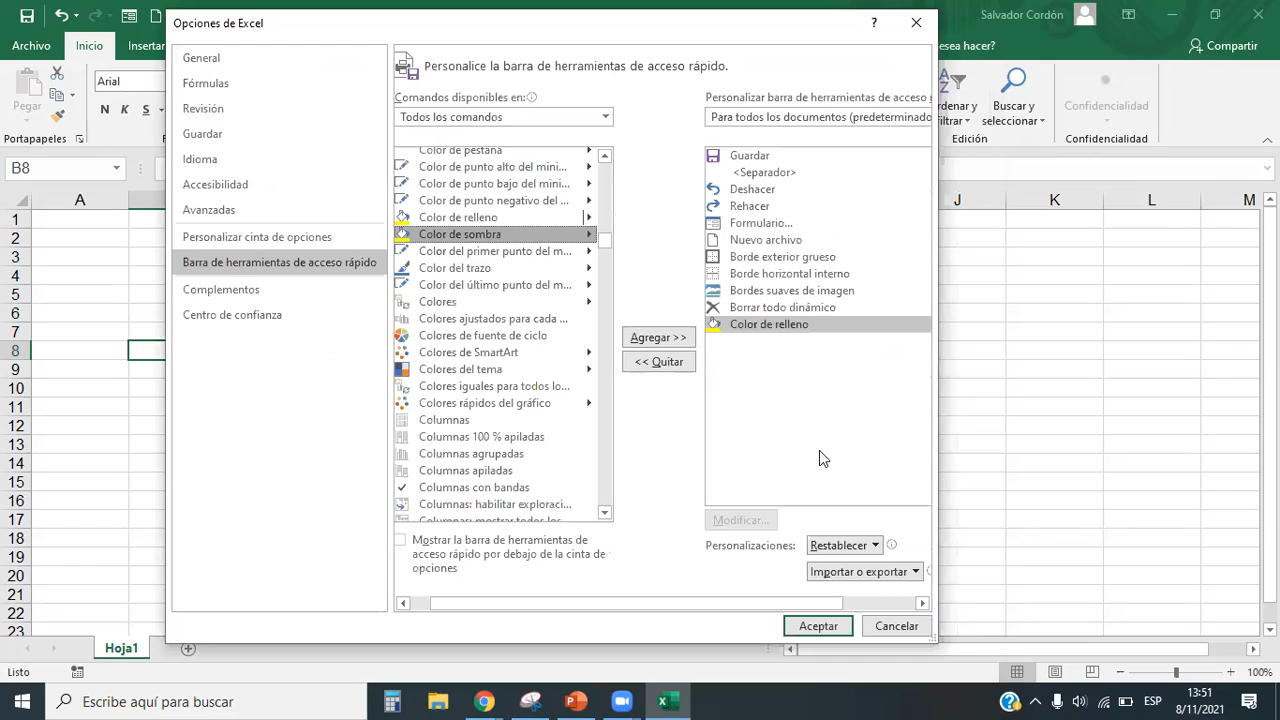 Opciones de Excel
?
Salvador Cordón
Archivo
Inicio
Insertar
esea hacer?
Compartir
Pegar
Portapapeles
Arial
N K S
General
Fórmulas
Revisión
Guardar
Idioma
Accesibilidad
Avanzadas
Personalizar cinta de opciones
Barra de herramientas de acceso rápido
Complementos
Centro de confianza
Personalice la barra de herramientas de acceso rápido.
Comandos disponibles en:
Todos los comandos
Color de pestaña
Color de punto alto del mini...
Color de punto bajo del mini...
Color de punto negativo del ...
Color de relleno
Color de sombra
Color del primer punto del m...
Color del trazo
Color del último punto del m...
Colores
Colores ajustados para cada ...
Colores de fuente de ciclo
Colores de SmartArt
Colores del tema
Colores iguales para todos lo...
Colores rápidos del gráfico
Columnas
Columnas 100 % apiladas
Columnas agrupadas
Columnas apiladas
Columnas con bandas
Columnas: habilitar exploraci...
Columnas: mostrar todos los
Mostrar la barra de herramientas de
acceso rápido por debajo de la cinta de
opciones
Agregar >>
<< Quitar
Personalizar barra de herramientas de acceso r
Para todos los documentos (predeterminado
Guardar
<Separador>
Deshacer
Rehacer
Formulario...
Nuevo archivo
Borde exterior grueso
Borde horizontal interno
Bordes suaves de imagen
Borrar todo dinámico
Color de relleno
Modificar...
Personalizaciones:
Restablecer
Importar o exportar
Aceptar
Cancelar
rdenar y
filtrar
Buscar y
seleccionar
Edición
Confidencialidad
Confidencialidad
B8
A
J
K
L
M
1
2
3
4
5
6
7
8
9
10
11
12
13
14
15
16
17
18
19
20
21
22
23
Hoja1
Listo
100%
Escribe aquí para buscar
ESP
13:51
8/11/2021